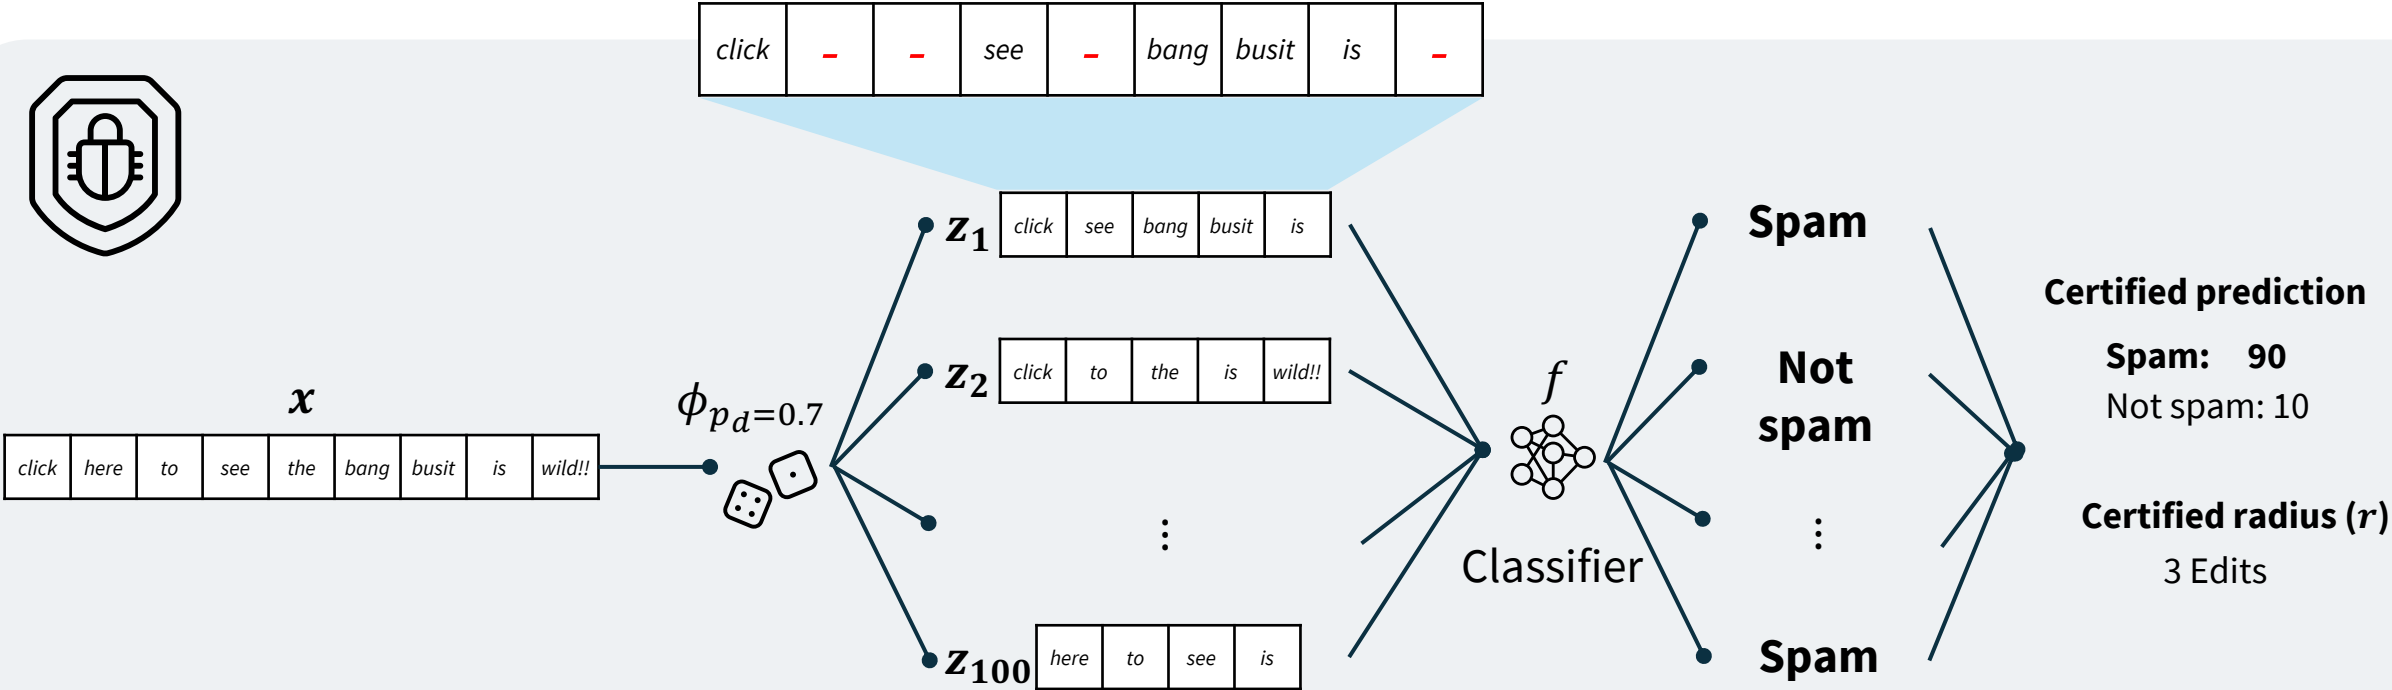 click – – see – bang busit is –
x
click here to see the bang busit is wild!!
ϕ_{p_d=0.7}
z₁ click see bang busit is
z₂ click to the is wild!!
⋮
z₁₀₀ here to see is
f
Classifier
Spam
Not
spam
⋮
Spam
Certified prediction
Spam: 90
Not spam: 10
Certified radius (r)
3 Edits